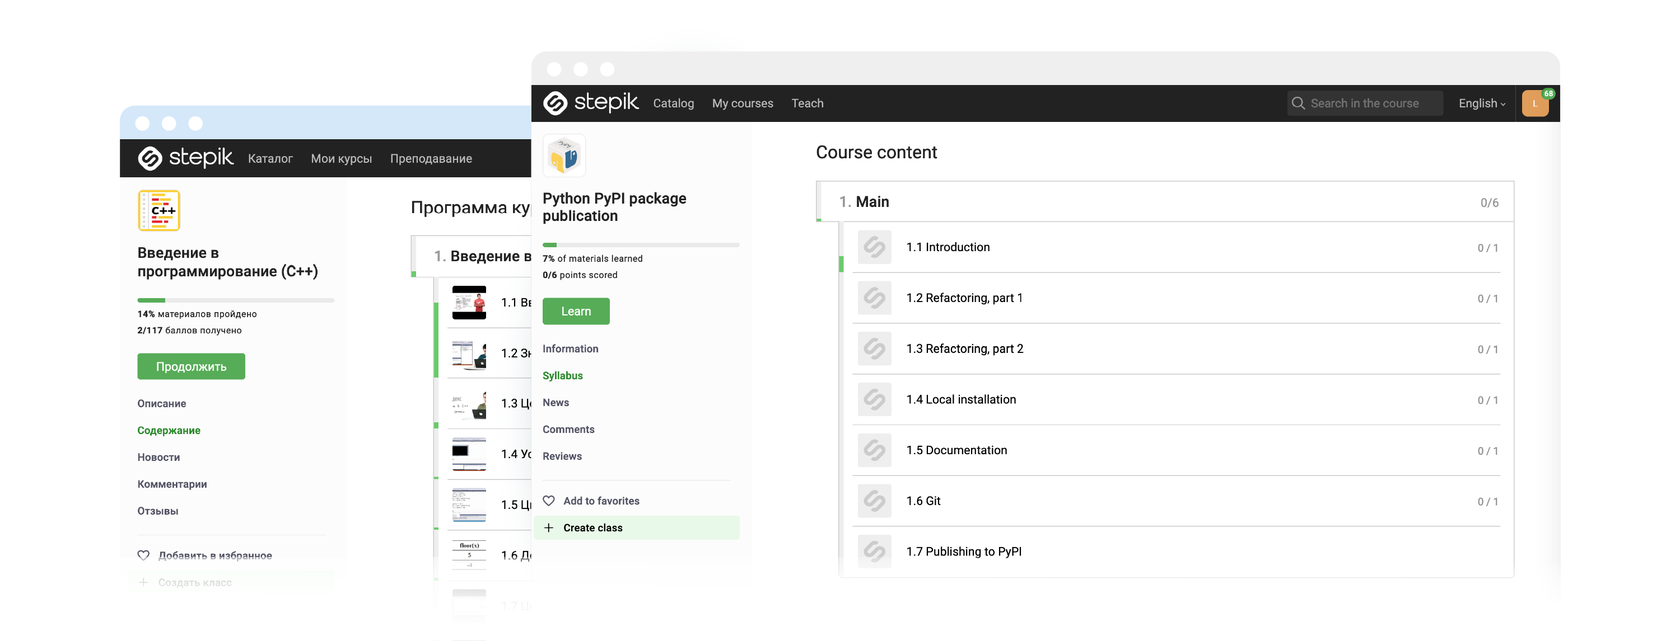 stepik
Каталог
Мои курсы
Преподавание
C++
Введение в
программирование (C++)
14% материалов пройдено
2/117 баллов получено
Продолжить
Описание
Содержание
Новости
Комментарии
Отзывы
Добавить в избранное
Создать класс
Программа
1. Введение
1.1
1.2
1.3
1.4
1.5
1.6
1.7
stepik
Catalog
My courses
Teach
Search in the course
English
L
68
Python PyPI package
publication
7% of materials learned
0/6 points scored
Learn
Information
Syllabus
News
Comments
Reviews
Add to favorites
Create class
Course content
1. Main 0/6
1.1 Introduction 0 / 1
1.2 Refactoring, part 1 0 / 1
1.3 Refactoring, part 2 0 / 1
1.4 Local installation 0 / 1
1.5 Documentation 0 / 1
1.6 Git 0 / 1
1.7 Publishing to PyPI